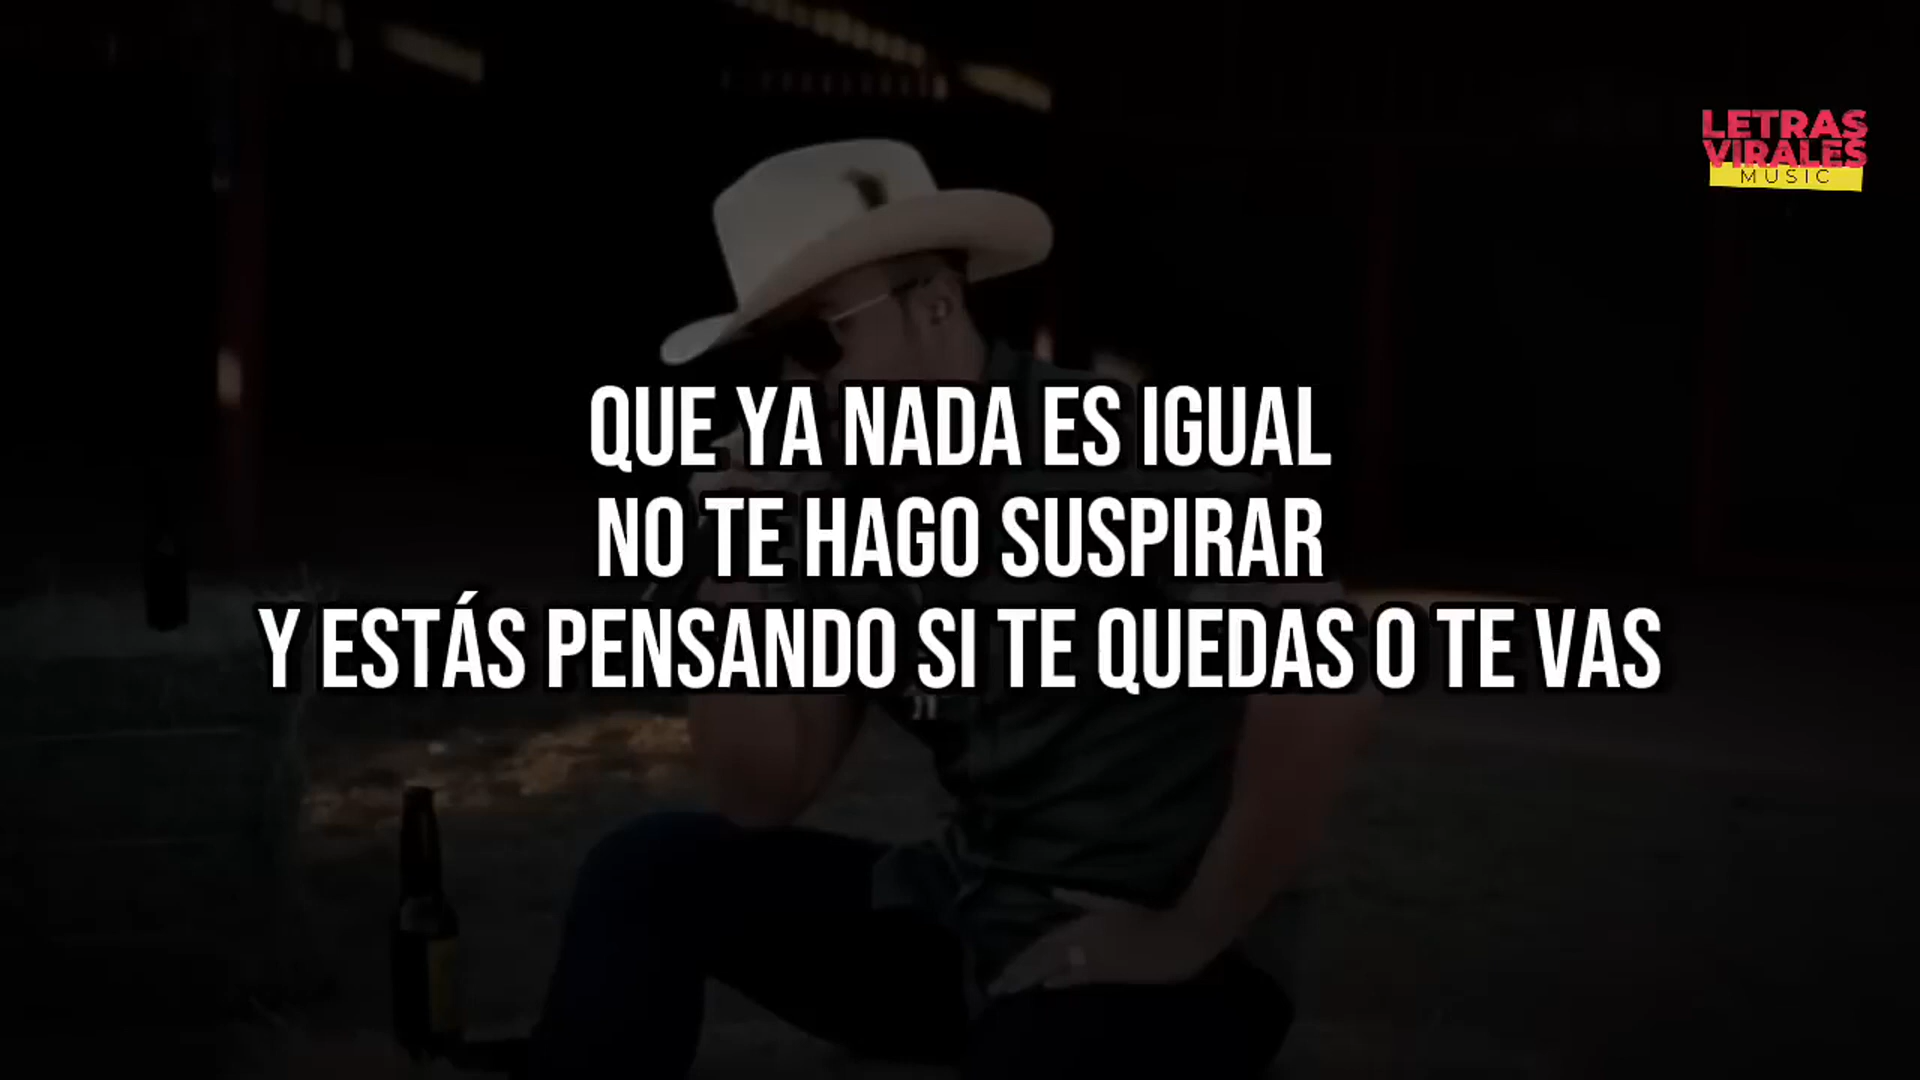 LETRAS
VIRALES
MUSIC
QUE YA NADA ES IGUAL
NO TE HAGO SUSPIRAR
Y ESTÁS PENSANDO SI TE QUEDAS O TE VAS